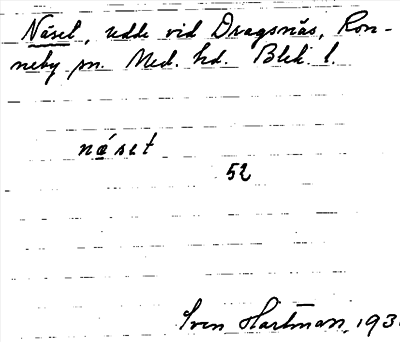 Näset, udde vid Dragsnäs, Ron-
neby sn. Med. hd. Blek. l.
näset
52
Sven Hartman, 193